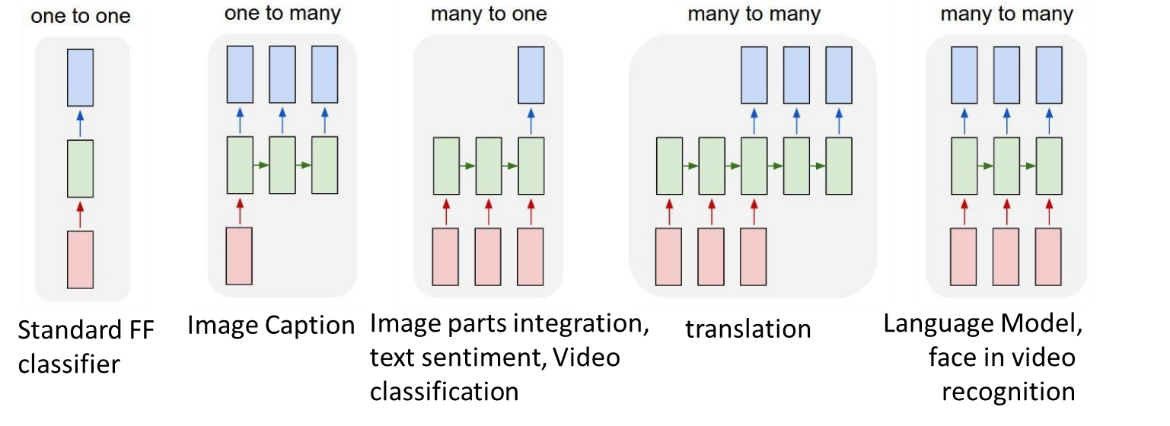 one to one
one to many
many to one
many to many
many to many
Standard FF
classifier
Image Caption
Image parts integration,
text sentiment, Video
classification
translation
Language Model,
face in video
recognition